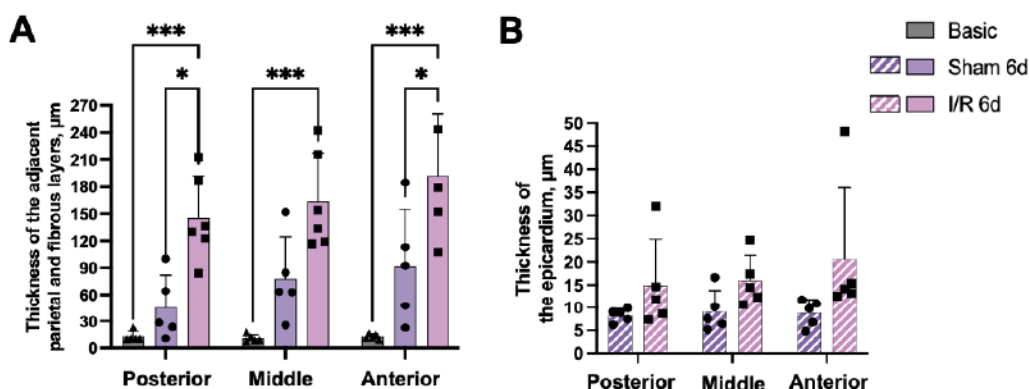 A
Thickness of the adjacent
parietal and fibrous layers, µm
270
240
210
180
150
120
90
60
30
0
***
*
***
***
*
Posterior
Middle
Anterior
B
Thickness of
the epicardium, µm
50
45
40
35
30
25
20
15
10
5
0
Posterior
Middle
Anterior
Basic
Sham 6d
I/R 6d